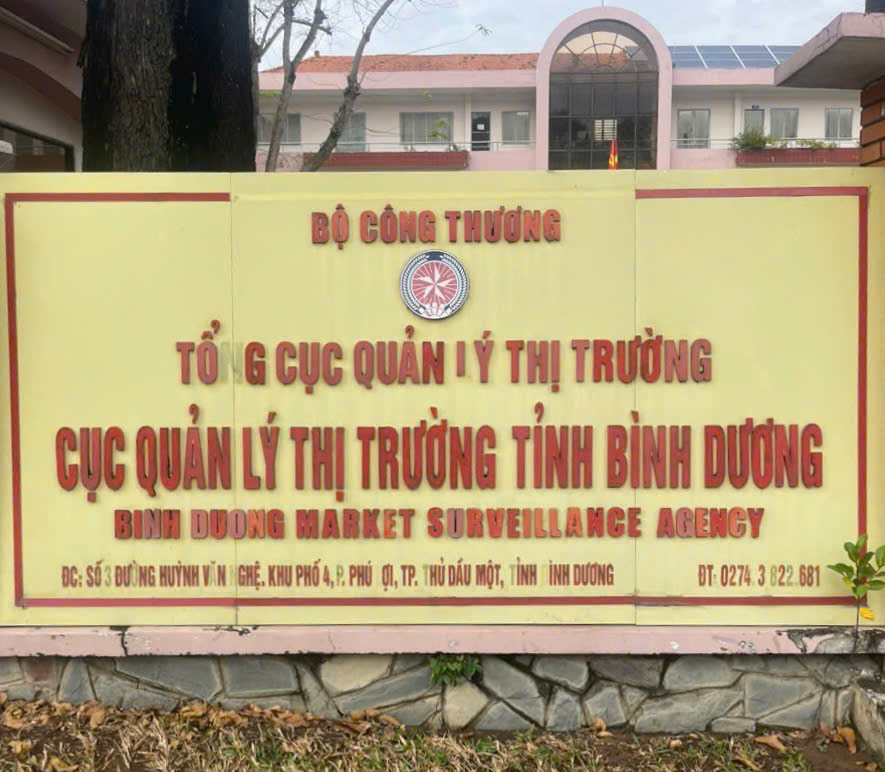 BỘ CÔNG THƯƠNG
TỔNG CỤC QUẢN LÝ THỊ TRƯỜNG
CỤC QUẢN LÝ THỊ TRƯỜNG TỈNH BÌNH DƯƠNG
BINH DUONG MARKET SURVEILLANCE AGENCY
ĐC: SỐ 3 ĐƯỜNG HUỲNH VĂN NGHỆ. KHU PHỐ 4, P. PHÚ LỢI, TP. THỦ DẦU MỘT, TỈNH BÌNH DƯƠNG ĐT: 0274.3 822 681